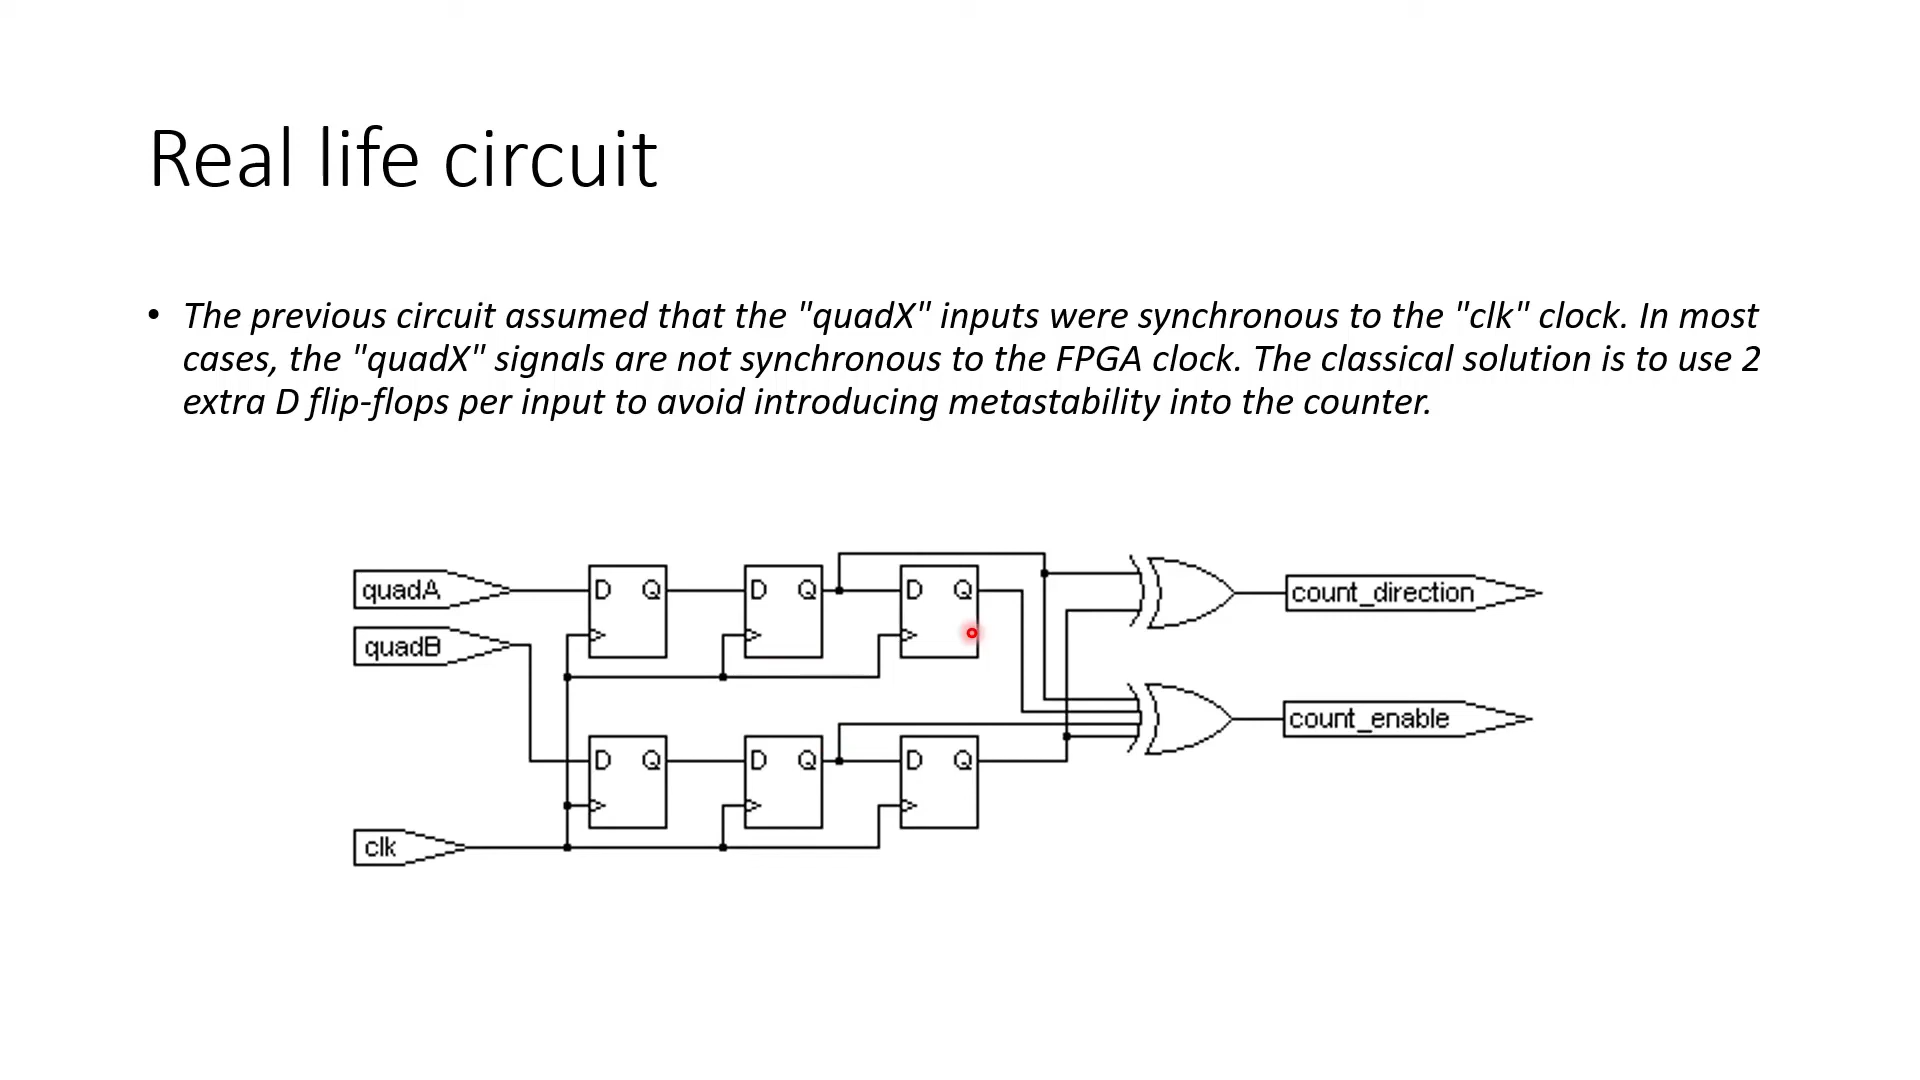 Real life circuit
• The previous circuit assumed that the "quadX" inputs were synchronous to the "clk" clock. In most
cases, the "quadX" signals are not synchronous to the FPGA clock. The classical solution is to use 2
extra D flip-flops per input to avoid introducing metastability into the counter.
quadA
D Q
D Q
D Q
count_direction
quadB
count_enable
D Q
D Q
D Q
clk